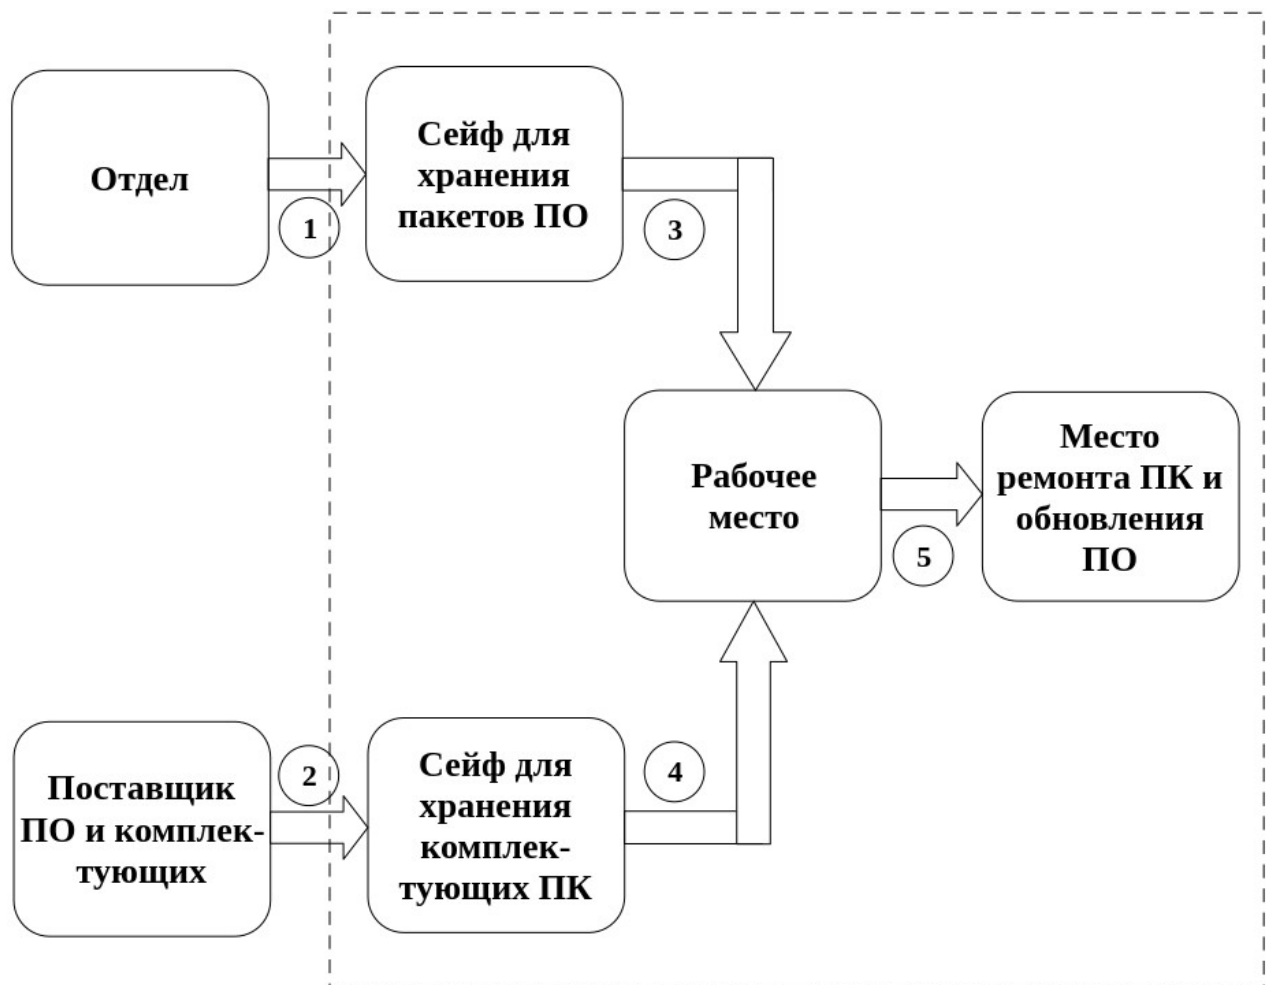 Отдел
1
Сейф для
хранения
пакетов ПО
3
Рабочее
место
5
Место
ремонта ПК и
обновления
ПО
Поставщик
ПО и комплек-
тующих
2
Сейф для
хранения
комплек-
тующих ПК
4